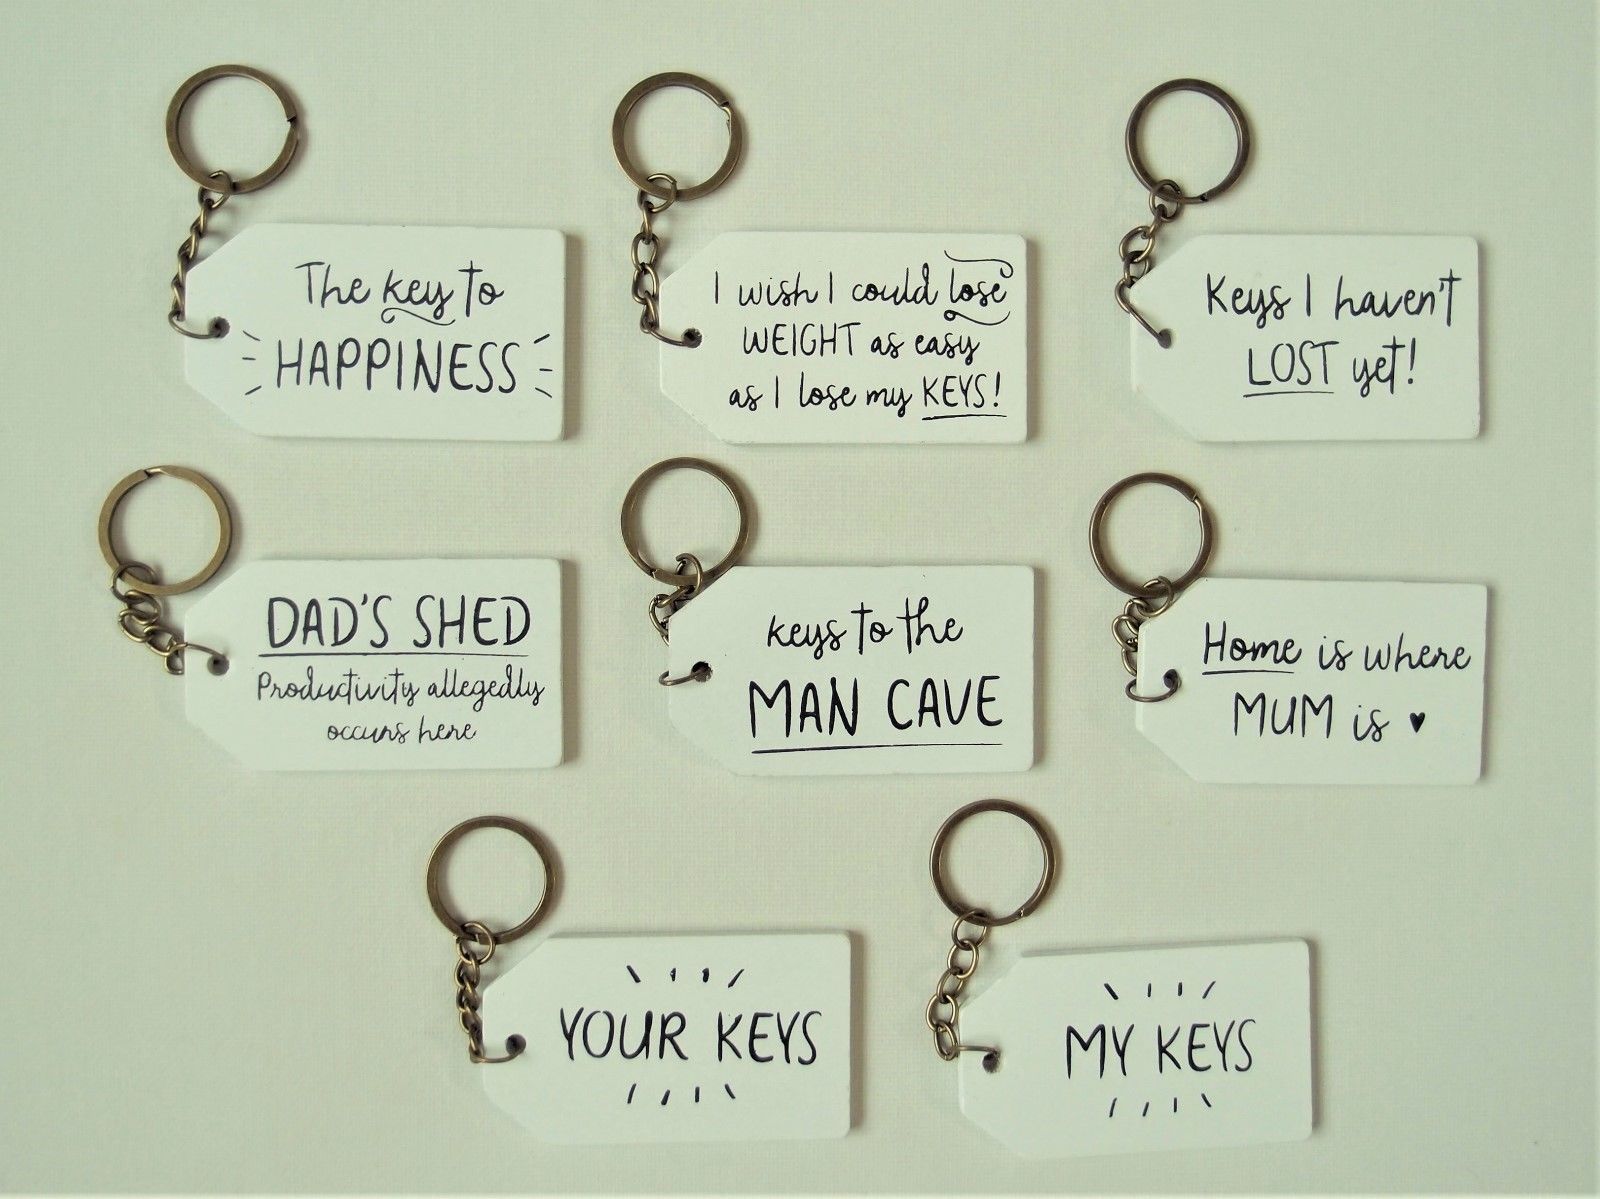 The key to
HAPPINESS
I wish I could lose
WEIGHT as easy
as I lose my KEYS!
Keys I haven't
LOST yet!
DAD'S SHED
Productivity allegedly
occurs here
keys to the
MAN CAVE
Home is where
MUM is ♥
YOUR KEYS
MY KEYS